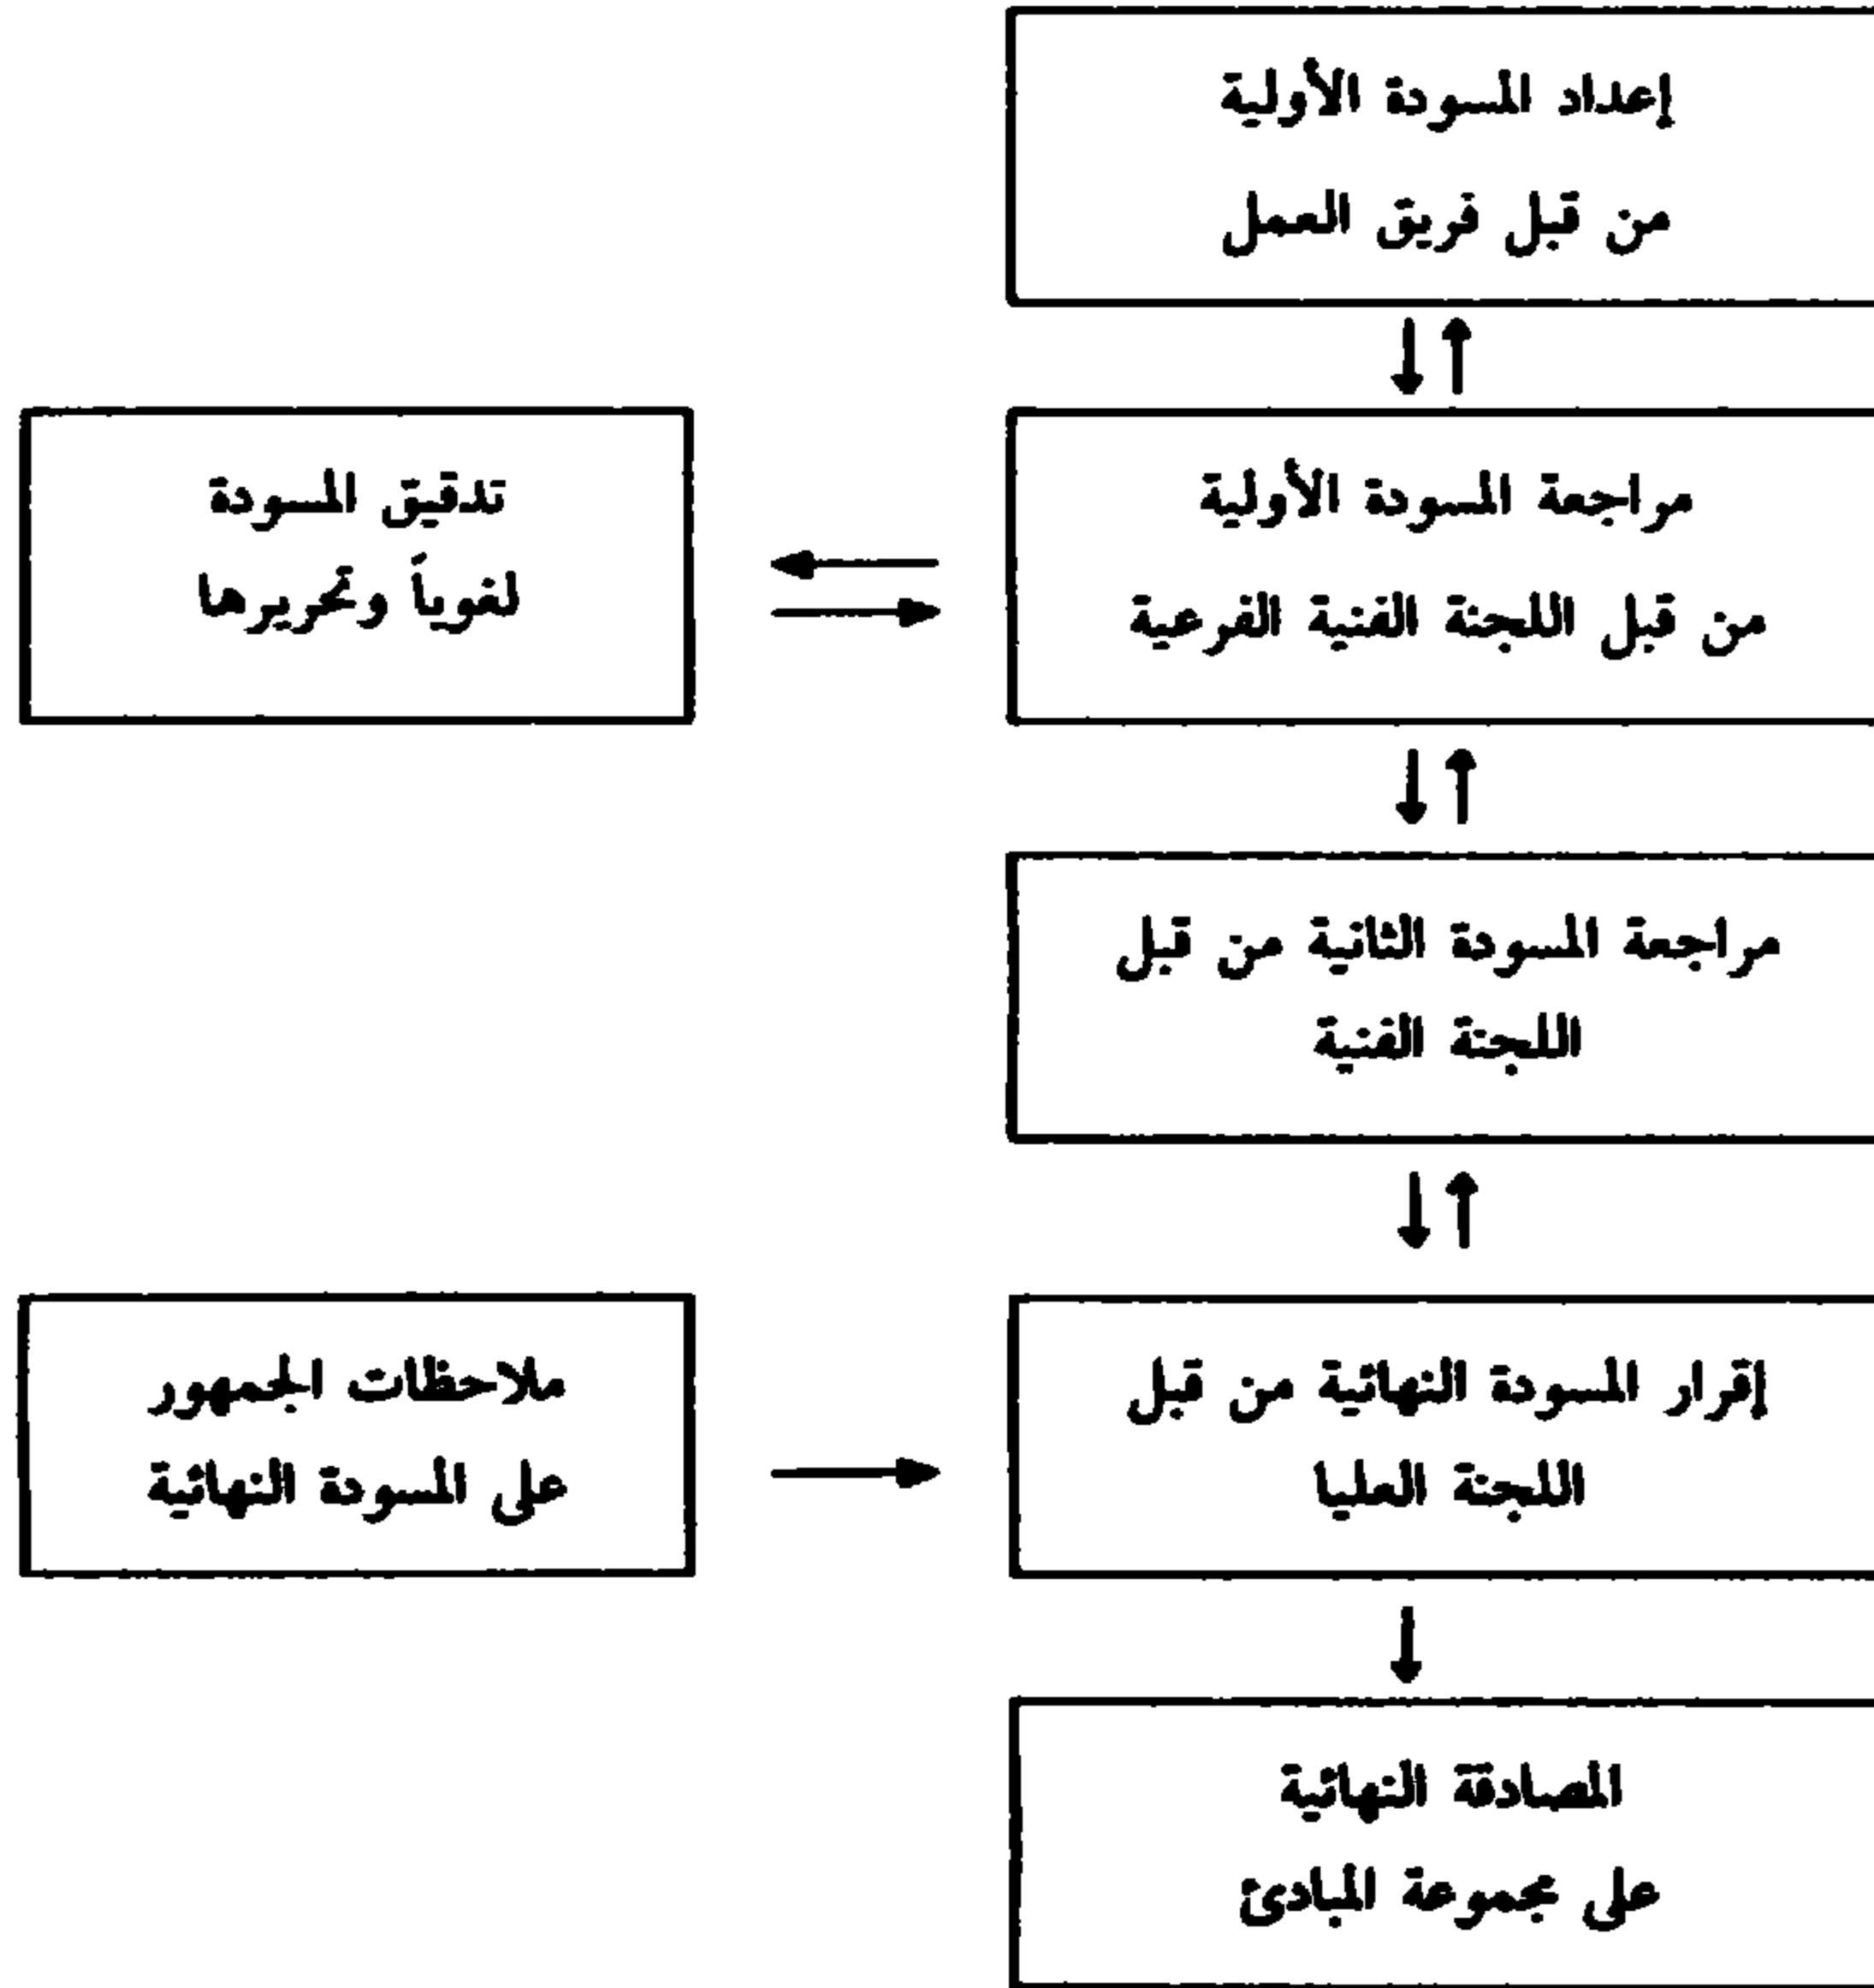 إعداد المسودة الأولية
من قبل فريق العمل
مراجعة المسودة الأولية
من قبل اللجنة الفنية الفرعية
تدقيق المسودة
لغوياً وتحريرها
مراجعة المسودة الثانية من قبل
اللجنة الفنية
إقرار المسودة النهائية من قبل
اللجنة العليا
ملاحظات الجمهور
على المسودة النهائية
المصادقة النهائية
على مجموعة المبادئ